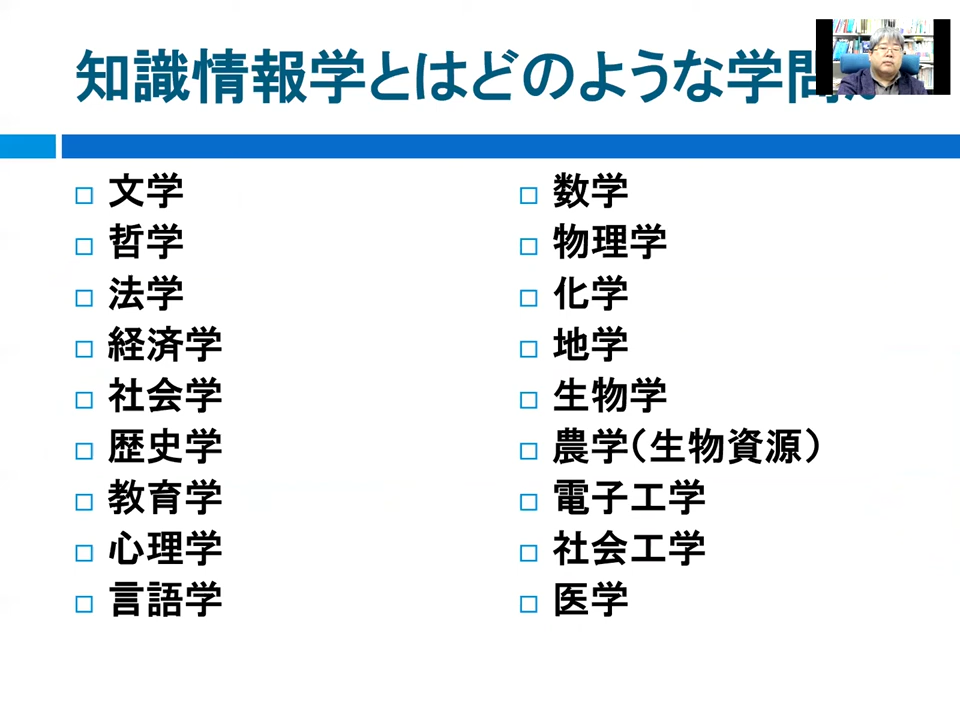 知識情報学とはどのような学問か
文学
哲学
法学
経済学
社会学
歴史学
教育学
心理学
言語学
数学
物理学
化学
地学
生物学
農学（生物資源）
電子工学
社会工学
医学